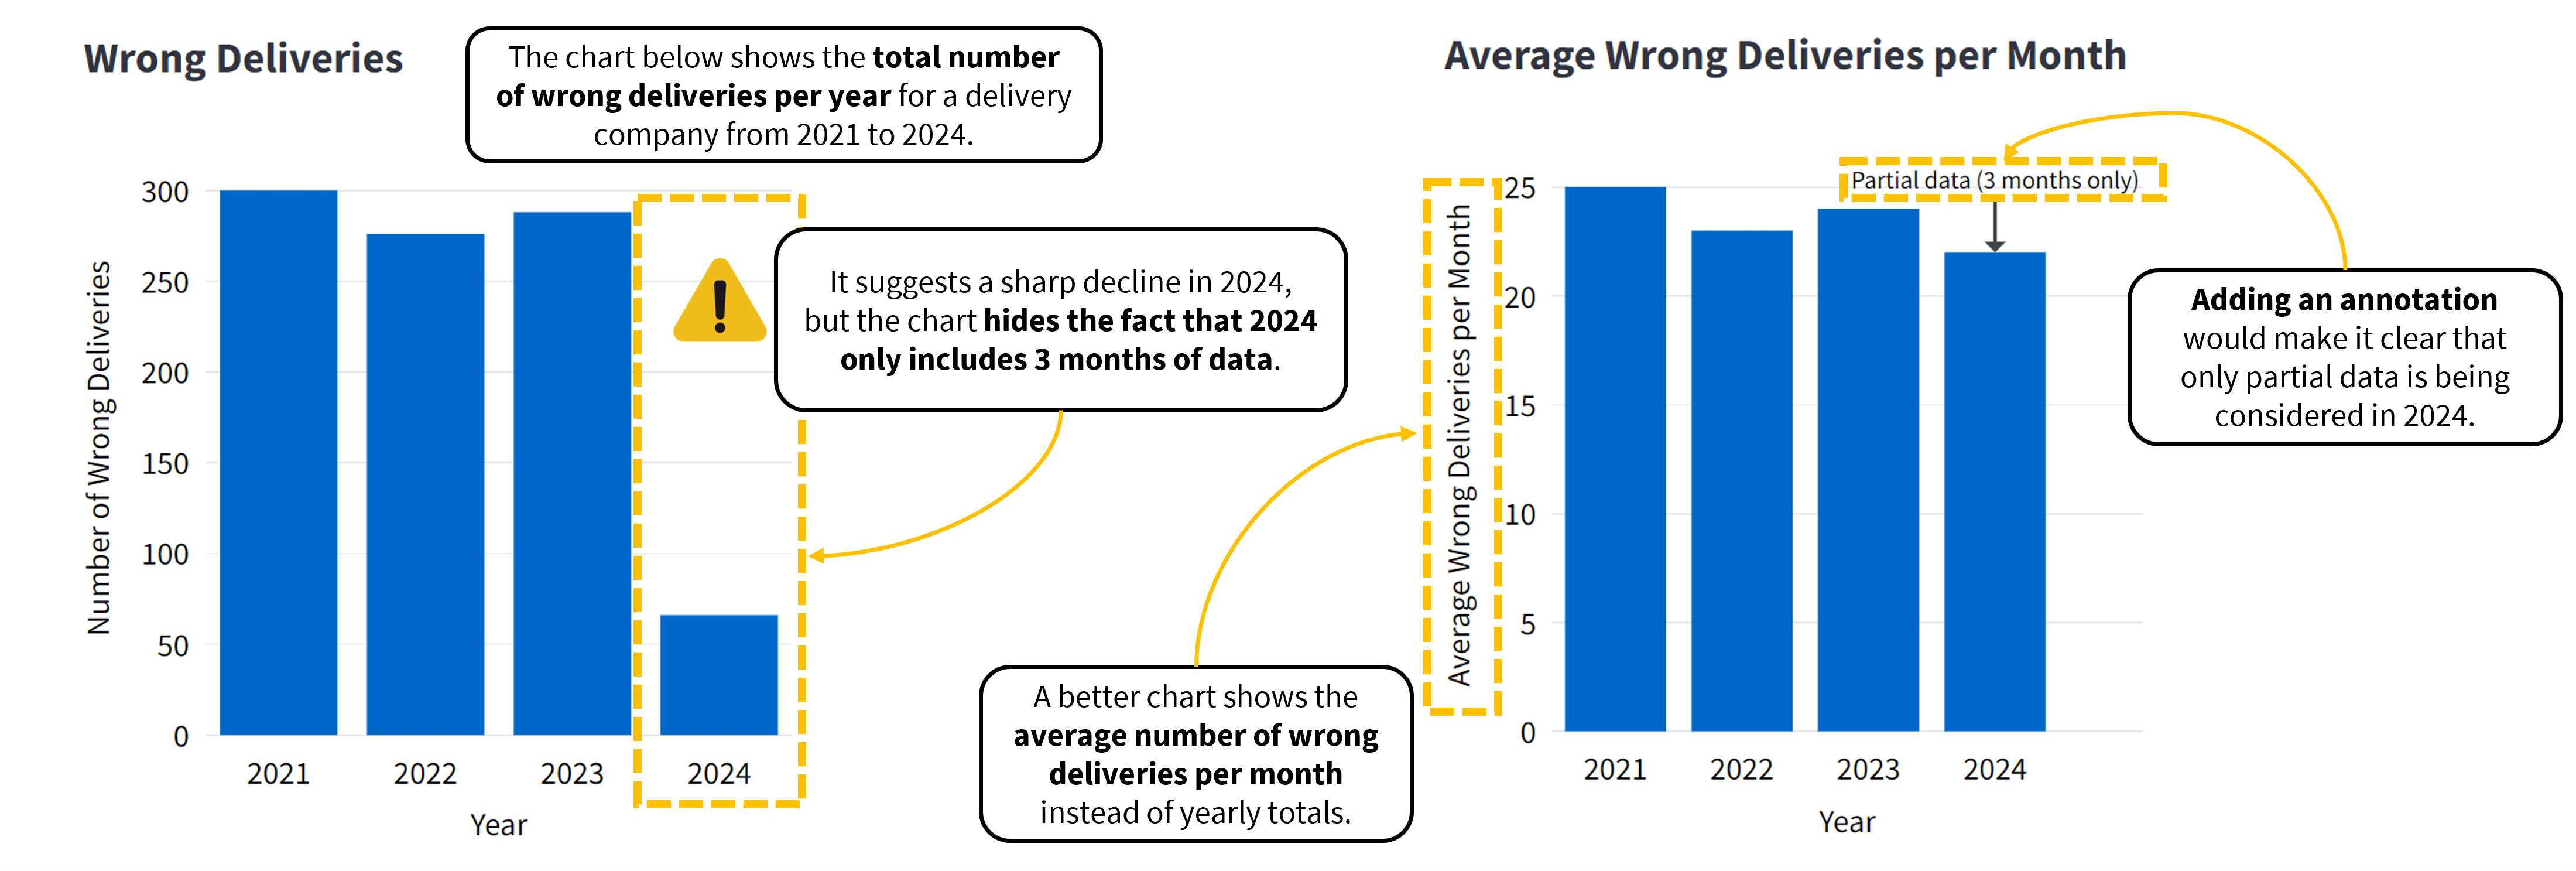 Wrong Deliveries
The chart below shows the total number
of wrong deliveries per year for a delivery
company from 2021 to 2024.
Number of Wrong Deliveries
300
250
200
150
100
50
0
2021 2022 2023 2024
Year
It suggests a sharp decline in 2024,
but the chart hides the fact that 2024
only includes 3 months of data.
A better chart shows the
average number of wrong
deliveries per month
instead of yearly totals.
Average Wrong Deliveries per Month
Average Wrong Deliveries per Month
25
20
15
10
5
0
Partial data (3 months only)
2021 2022 2023 2024
Year
Adding an annotation
would make it clear that
only partial data is being
considered in 2024.